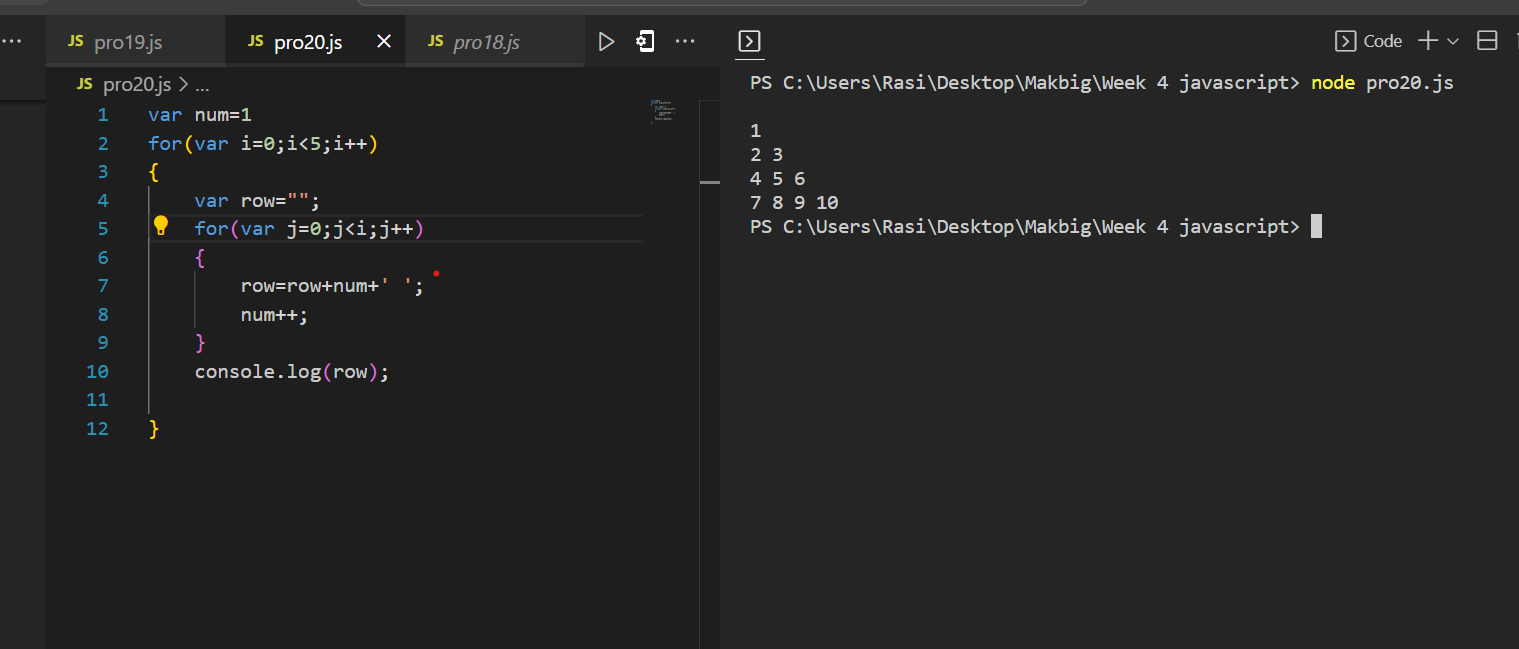 ··· JS pro19.js JS pro20.js × JS pro18.js ···
JS pro20.js > ...
1 var num=1
2 for(var i=0;i<5;i++)
3 {
4 var row="";
5 for(var j=0;j<i;j++)
6 {
7 row=row+num+' ';
8 num++;
9 }
10 console.log(row);
11
12 }
Code
PS C:\Users\Rasi\Desktop\Makbig\Week 4 javascript> node pro20.js
1
2 3
4 5 6
7 8 9 10
PS C:\Users\Rasi\Desktop\Makbig\Week 4 javascript>